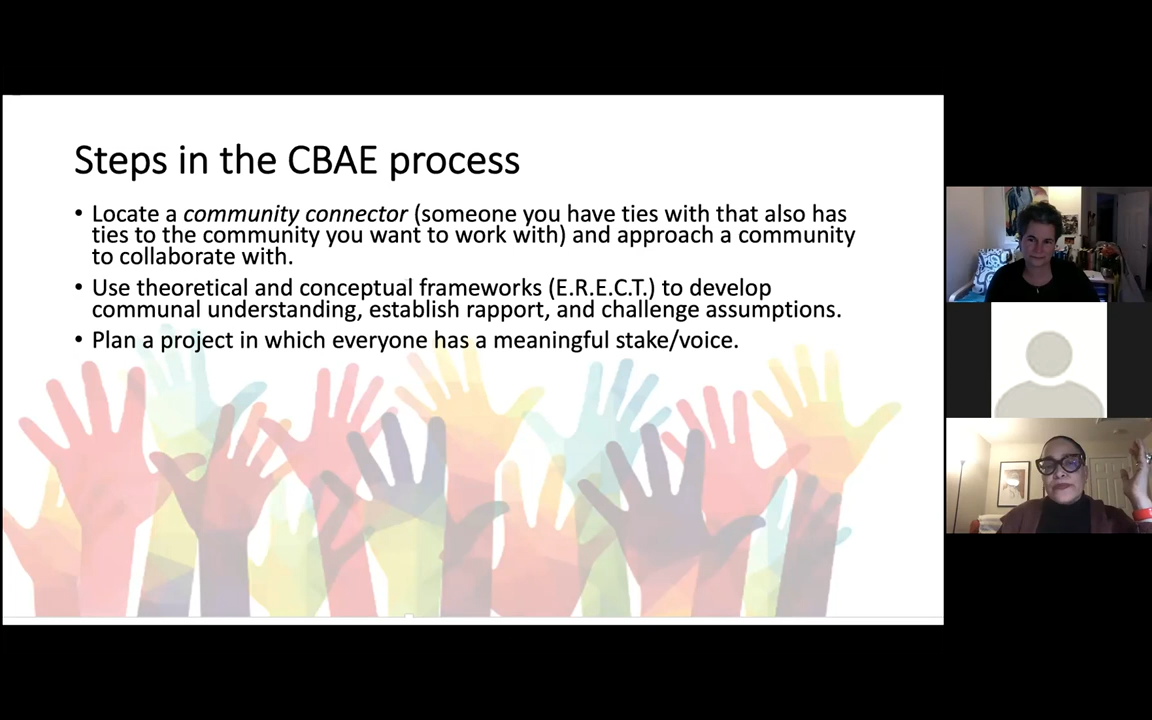 Steps in the CBAE process
• Locate a community connector (someone you have ties with that also has
ties to the community you want to work with) and approach a community
to collaborate with.
• Use theoretical and conceptual frameworks (E.R.E.C.T.) to develop
communal understanding, establish rapport, and challenge assumptions.
• Plan a project in which everyone has a meaningful stake/voice.